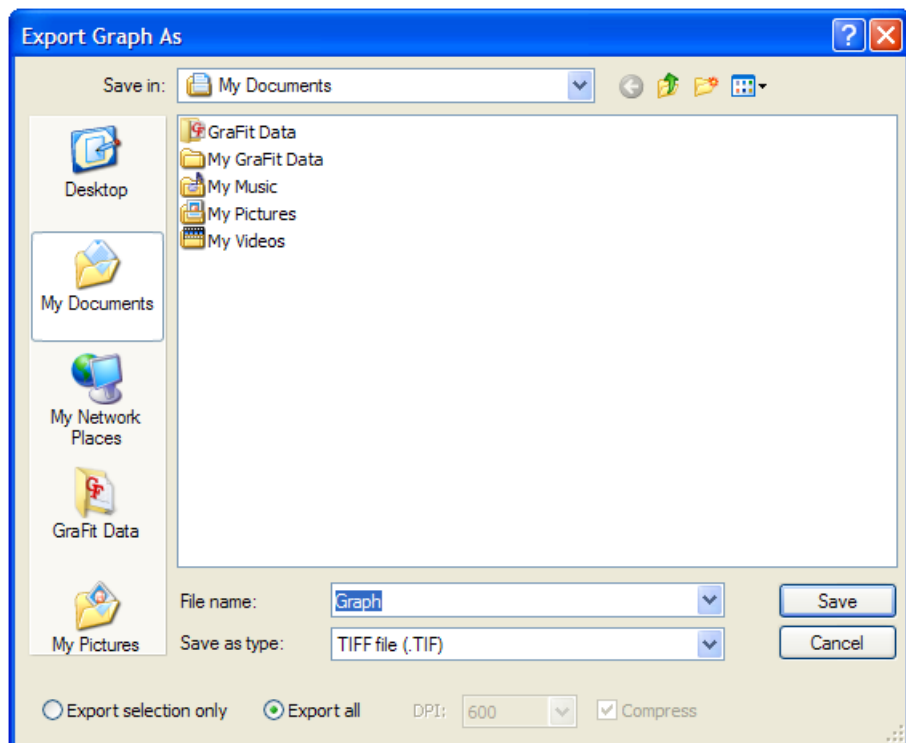 Export Graph As
Save in: My Documents
GraFit Data
My GraFit Data
My Music
My Pictures
My Videos
Desktop
My Documents
My Network
Places
GraFit Data
My Pictures
File name: Graph Save
Save as type: TIFF file (.TIF) Cancel
Export selection only Export all DPI: 600 Compress